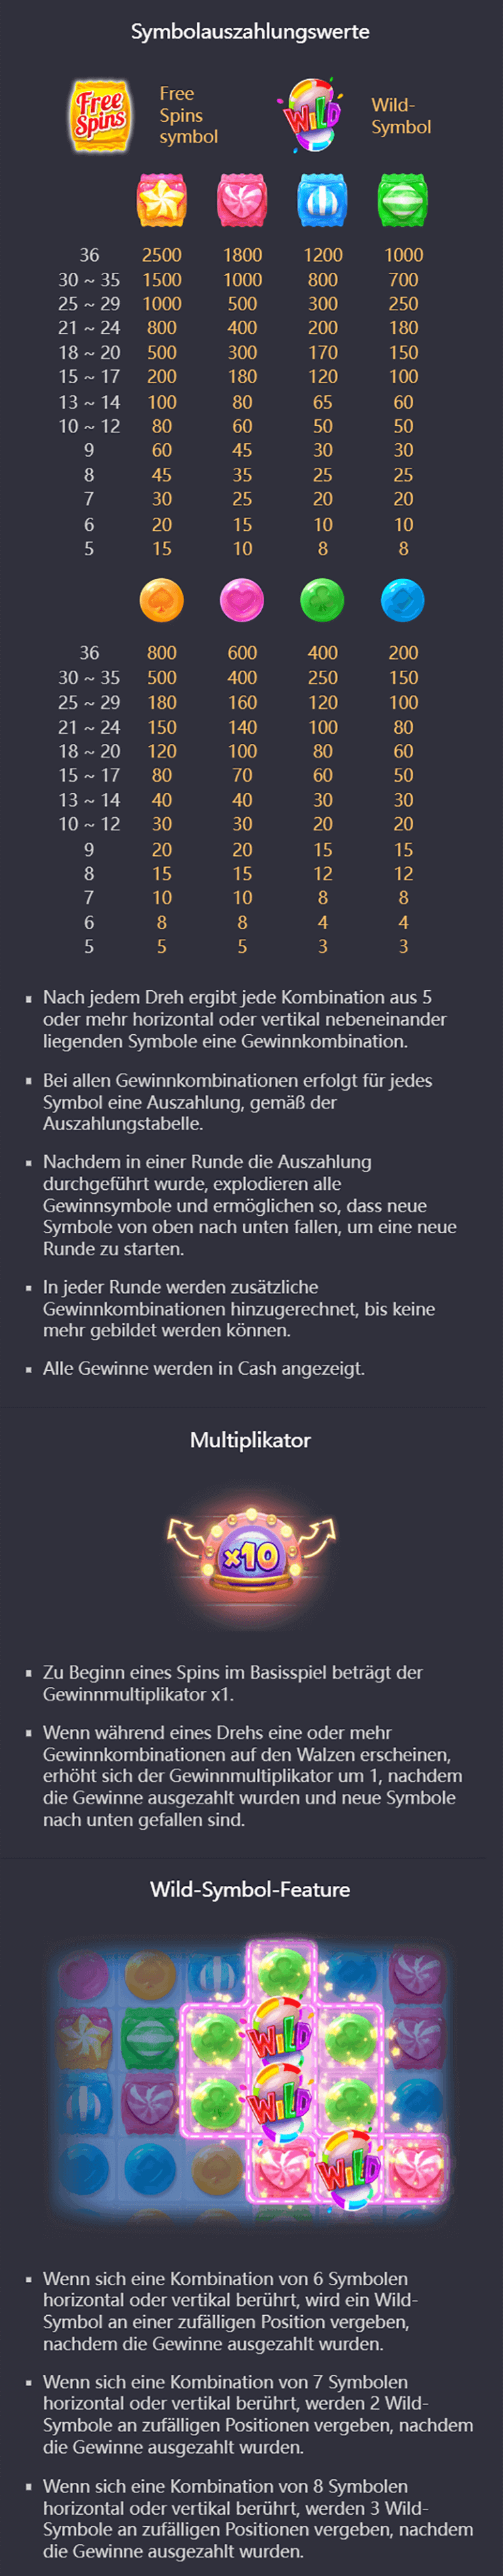 Symbolauszahlungswerte
Free Spins
Free
Spins
symbol
WILD
Wild-
Symbol
36 2500 1800 1200 1000
30 ~ 35 1500 1000 800 700
25 ~ 29 1000 500 300 250
21 ~ 24 800 400 200 180
18 ~ 20 500 300 170 150
15 ~ 17 200 180 120 100
13 ~ 14 100 80 65 60
10 ~ 12 80 60 50 50
9 60 45 30 30
8 45 35 25 25
7 30 25 20 20
6 20 15 10 10
5 15 10 8 8
36 800 600 400 200
30 ~ 35 500 400 250 150
25 ~ 29 180 160 120 100
21 ~ 24 150 140 100 80
18 ~ 20 120 100 80 60
15 ~ 17 80 70 60 50
13 ~ 14 40 40 30 30
10 ~ 12 30 30 20 20
9 20 20 15 15
8 15 15 12 12
7 10 10 8 8
6 8 8 4 4
5 5 5 3 3
▪ Nach jedem Dreh ergibt jede Kombination aus 5
oder mehr horizontal oder vertikal nebeneinander
liegenden Symbole eine Gewinnkombination.
▪ Bei allen Gewinnkombinationen erfolgt für jedes
Symbol eine Auszahlung, gemäß der
Auszahlungstabelle.
▪ Nachdem in einer Runde die Auszahlung
durchgeführt wurde, explodieren alle
Gewinnsymbole und ermöglichen so, dass neue
Symbole von oben nach unten fallen, um eine neue
Runde zu starten.
▪ In jeder Runde werden zusätzliche
Gewinnkombinationen hinzugerechnet, bis keine
mehr gebildet werden können.
▪ Alle Gewinne werden in Cash angezeigt.
Multiplikator
x10
▪ Zu Beginn eines Spins im Basisspiel beträgt der
Gewinnmultiplikator x1.
▪ Wenn während eines Drehs eine oder mehr
Gewinnkombinationen auf den Walzen erscheinen,
erhöht sich der Gewinnmultiplikator um 1, nachdem
die Gewinne ausgezahlt wurden und neue Symbole
nach unten gefallen sind.
Wild-Symbol-Feature
WILD
WILD
WILD
▪ Wenn sich eine Kombination von 6 Symbolen
horizontal oder vertikal berührt, wird ein Wild-
Symbol an einer zufälligen Position vergeben,
nachdem die Gewinne ausgezahlt wurden.
▪ Wenn sich eine Kombination von 7 Symbolen
horizontal oder vertikal berührt, werden 2 Wild-
Symbole an zufälligen Positionen vergeben, nachdem
die Gewinne ausgezahlt wurden.
▪ Wenn sich eine Kombination von 8 Symbolen
horizontal oder vertikal berührt, werden 3 Wild-
Symbole an zufälligen Positionen vergeben, nachdem
die Gewinne ausgezahlt wurden.